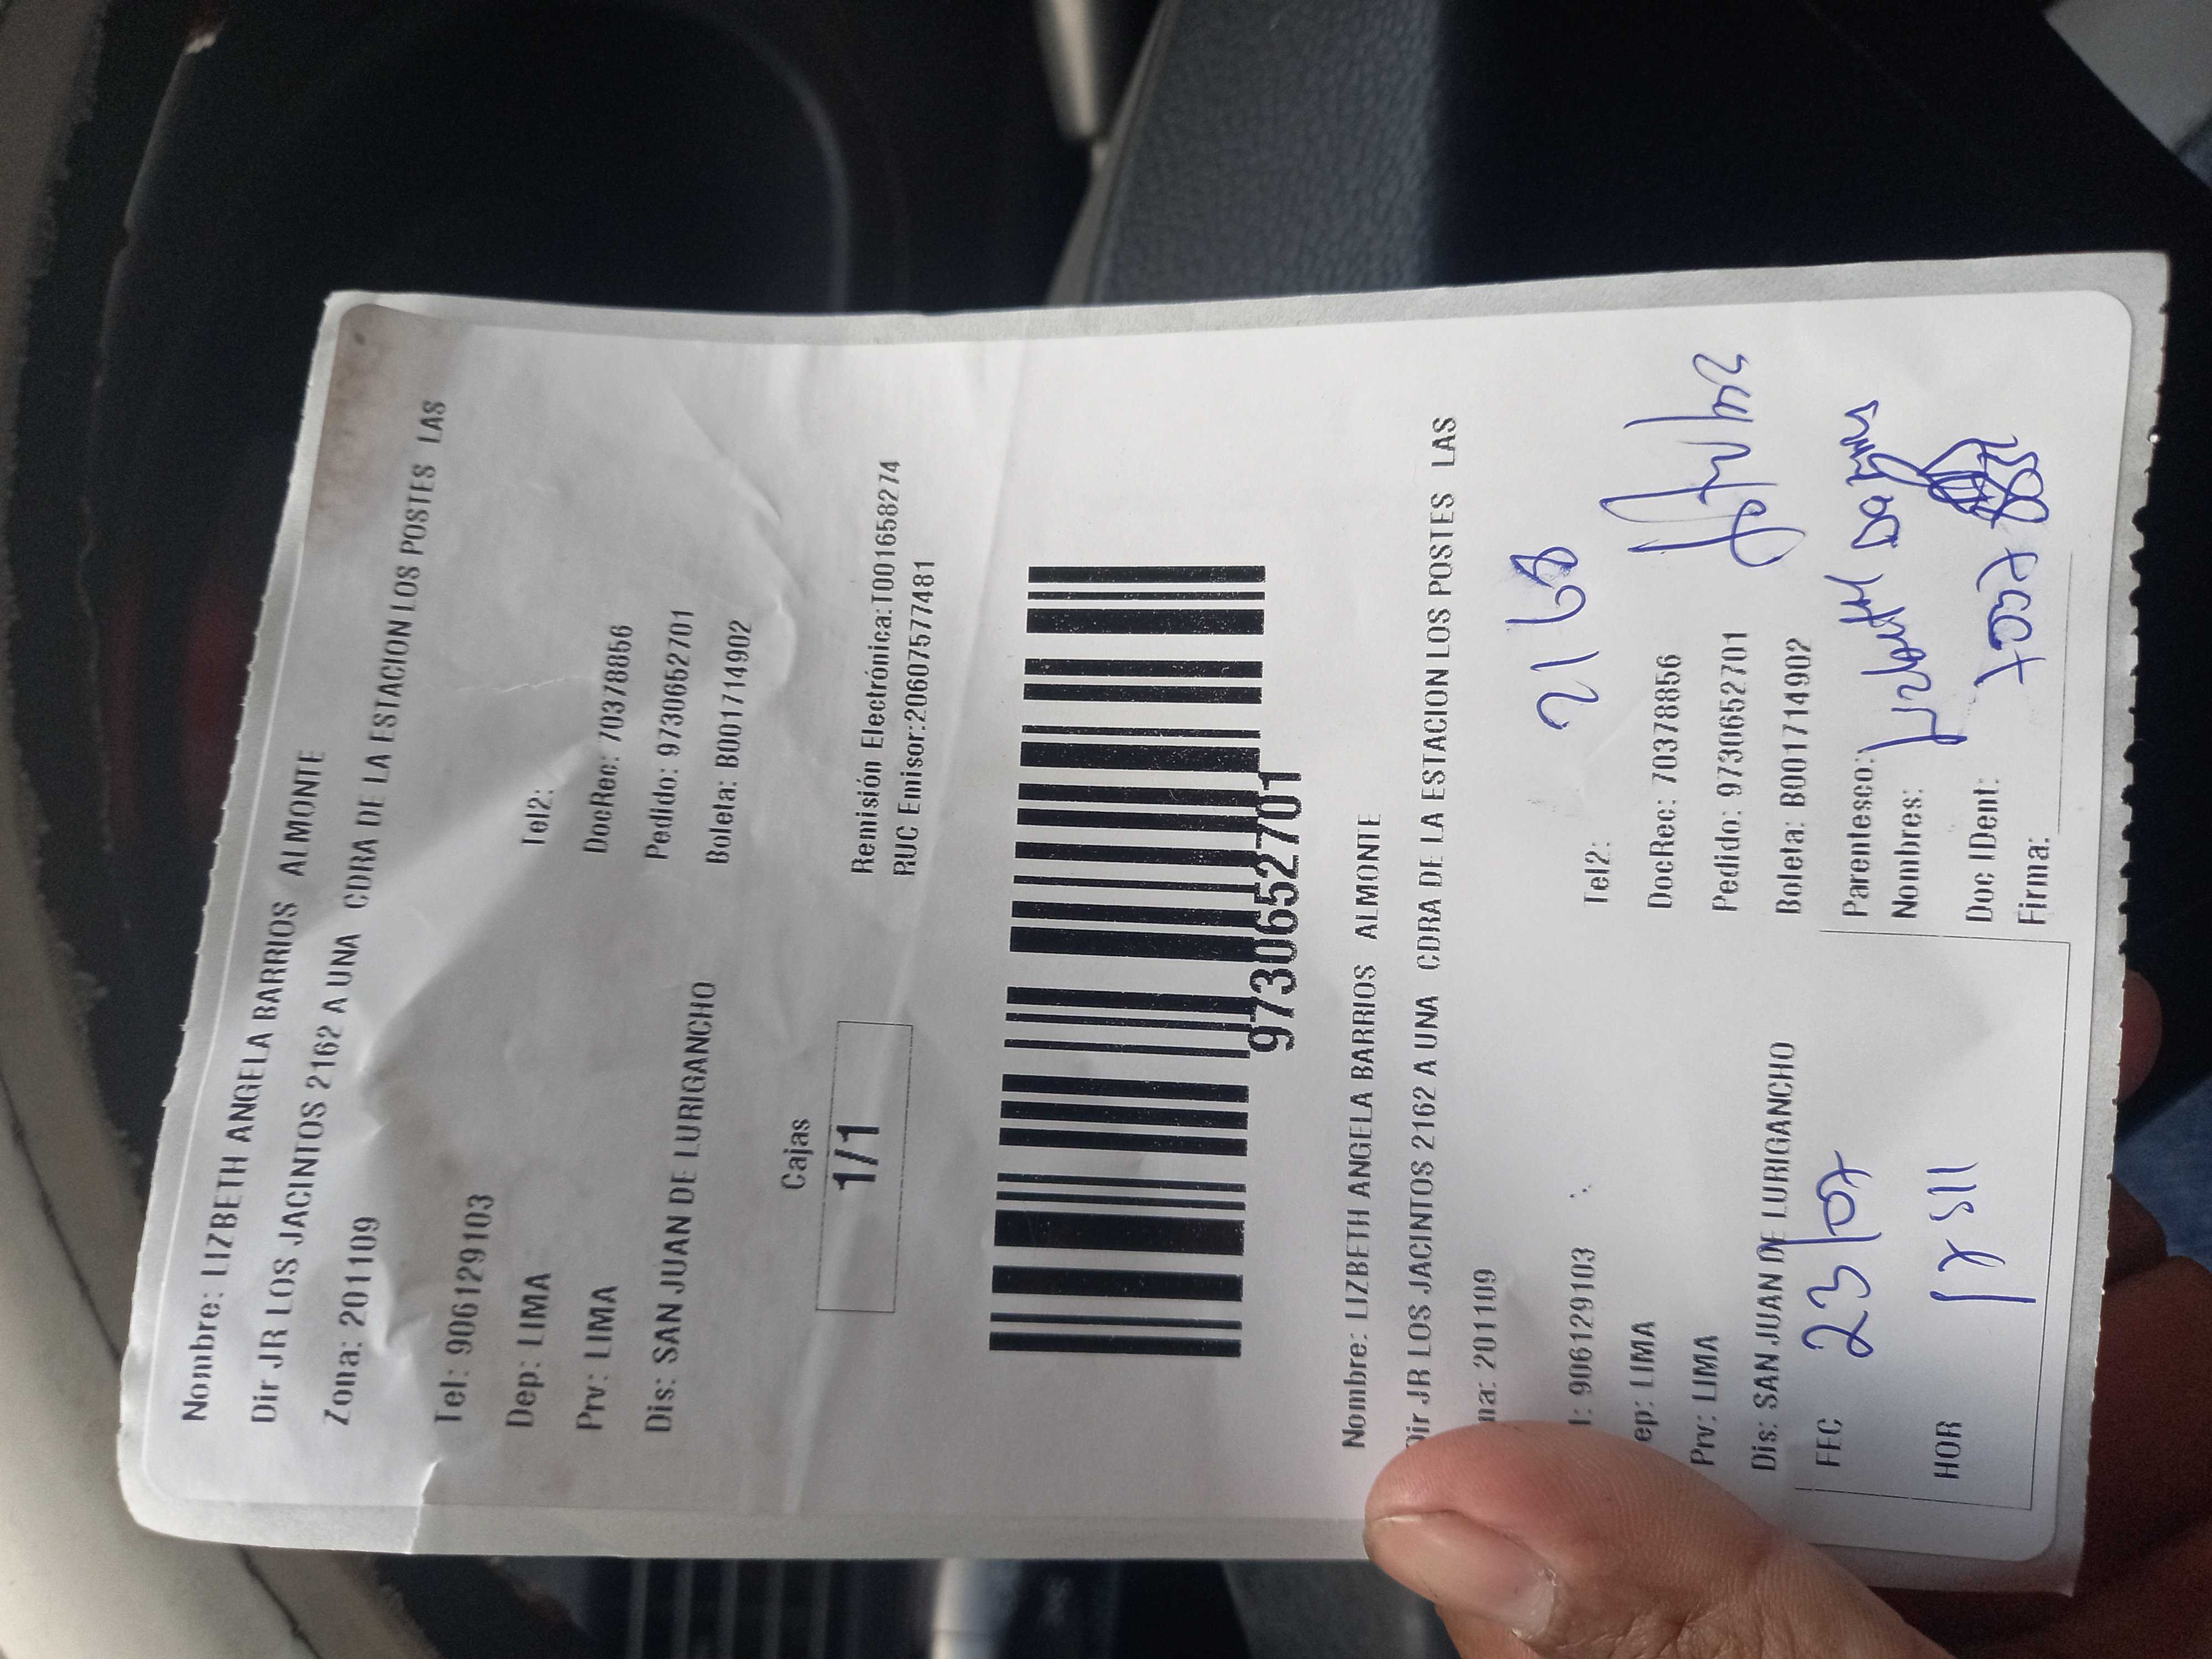 Nombre: LIZBETH ANGELA BARRIOS ALMONTE
Dir JR LOS JACINTOS 2162 A UNA CDRA DE LA ESTACION LOS POSTES LAS
Zona: 201109
Tel: 906129103 Tel2:
Dep: LIMA DocRec: 70378856
Prv: LIMA Pedido: 9730652701
Dis: SAN JUAN DE LURIGANCHO Boleta: B001714902
Cajas
1/1
Remisión Electrónica:T001658274
RUC Emisor:20607577481
9730652701
Nombre: LIZBETH ANGELA BARRIOS ALMONTE
Dir JR LOS JACINTOS 2162 A UNA CDRA DE LA ESTACION LOS POSTES LAS
na: 201109
2168
l: 906129103 Tel2:
ep: LIMA DocRec: 70378856
Prv: LIMA Pedido: 9730652701
Dis: SAN JUAN DE LURIGANCHO Boleta: B001714902
FEC 23/07
Parentesco:
Nombres: Lizbeth
HOR
Doc IDent:
Firma: